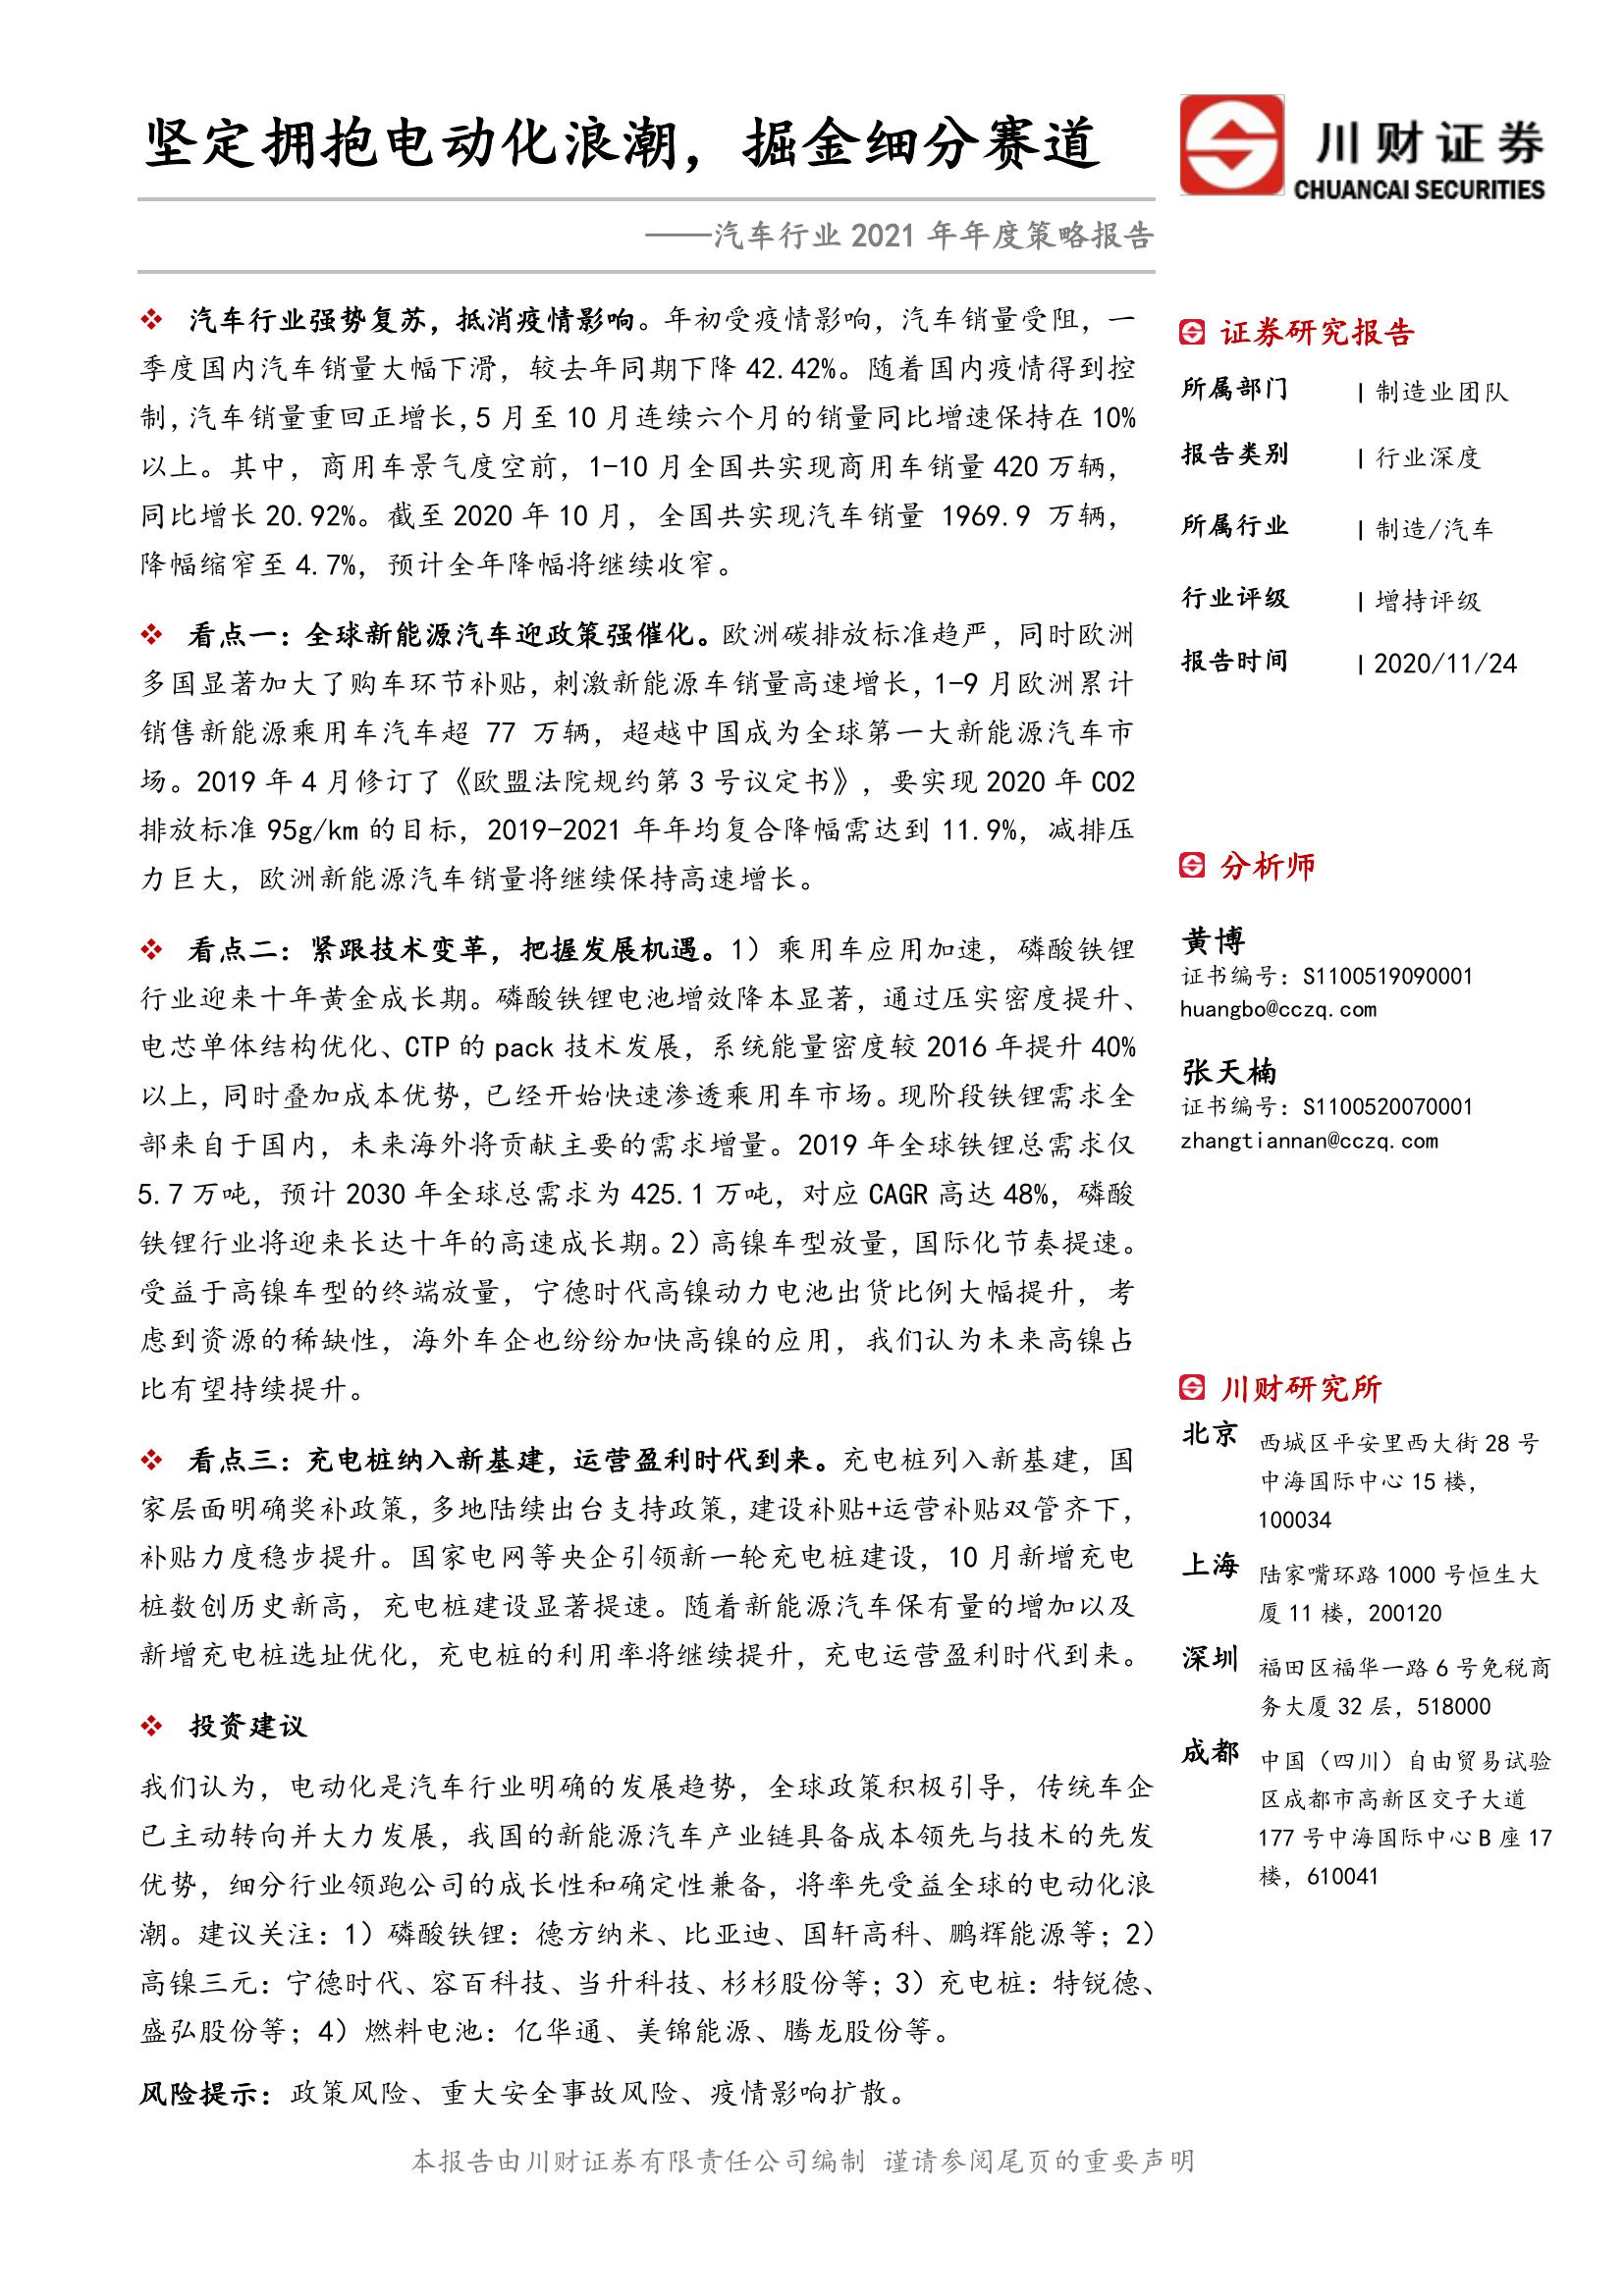 坚定拥抱电动化浪潮，掘金细分赛道
川财证券
CHUANCAI SECURITIES
——汽车行业 2021 年年度策略报告
汽车行业强势复苏，抵消疫情影响。年初受疫情影响，汽车销量受阻，一
季度国内汽车销量大幅下滑，较去年同期下降 42.42%。随着国内疫情得到控
制，汽车销量重回正增长，5 月至 10 月连续六个月的销量同比增速保持在 10%
以上。其中，商用车景气度空前，1-10 月全国共实现商用车销量 420 万辆，
同比增长 20.92%。截至 2020 年 10 月，全国共实现汽车销量 1969.9 万辆，
降幅缩窄至 4.7%，预计全年降幅将继续收窄。
看点一：全球新能源汽车迎政策强催化。欧洲碳排放标准趋严，同时欧洲
多国显著加大了购车环节补贴，刺激新能源车销量高速增长，1-9 月欧洲累计
销售新能源乘用车汽车超 77 万辆，超越中国成为全球第一大新能源汽车市
场。2019 年 4 月修订了《欧盟法院规约第 3 号议定书》，要实现 2020 年 CO2
排放标准 95g/km 的目标，2019-2021 年年均复合降幅需达到 11.9%，减排压
力巨大，欧洲新能源汽车销量将继续保持高速增长。
看点二：紧跟技术变革，把握发展机遇。1）乘用车应用加速，磷酸铁锂
行业迎来十年黄金成长期。磷酸铁锂电池增效降本显著，通过压实密度提升、
电芯单体结构优化、CTP 的 pack 技术发展，系统能量密度较 2016 年提升 40%
以上，同时叠加成本优势，已经开始快速渗透乘用车市场。现阶段铁锂需求全
部来自于国内，未来海外将贡献主要的需求增量。2019 年全球铁锂总需求仅
5.7 万吨，预计 2030 年全球总需求为 425.1 万吨，对应 CAGR 高达 48%，磷酸
铁锂行业将迎来长达十年的高速成长期。2）高镍车型放量，国际化节奏提速。
受益于高镍车型的终端放量，宁德时代高镍动力电池出货比例大幅提升，考
虑到资源的稀缺性，海外车企也纷纷加快高镍的应用，我们认为未来高镍占
比有望持续提升。
看点三：充电桩纳入新基建，运营盈利时代到来。充电桩列入新基建，国
家层面明确奖补政策，多地陆续出台支持政策，建设补贴+运营补贴双管齐下，
补贴力度稳步提升。国家电网等央企引领新一轮充电桩建设，10 月新增充电
桩数创历史新高，充电桩建设显著提速。随着新能源汽车保有量的增加以及
新增充电桩选址优化，充电桩的利用率将继续提升，充电运营盈利时代到来。
投资建议
我们认为，电动化是汽车行业明确的发展趋势，全球政策积极引导，传统车企
已主动转向并大力发展，我国的新能源汽车产业链具备成本领先与技术的先发
优势，细分行业领跑公司的成长性和确定性兼备，将率先受益全球的电动化浪
潮。建议关注：1）磷酸铁锂：德方纳米、比亚迪、国轩高科、鹏辉能源等；2）
高镍三元：宁德时代、容百科技、当升科技、杉杉股份等；3）充电桩：特锐德、
盛弘股份等；4）燃料电池：亿华通、美锦能源、腾龙股份等。
风险提示：政策风险、重大安全事故风险、疫情影响扩散。
证券研究报告
所属部门 | 制造业团队
报告类别 | 行业深度
所属行业 | 制造/汽车
行业评级 | 增持评级
报告时间 | 2020/11/24
分析师
黄博
证书编号：S1100519090001
huangbo@cczq.com
张天楠
证书编号：S1100520070001
zhangtiannan@cczq.com
川财研究所
北京 西城区平安里西大街 28 号
中海国际中心 15 楼，
100034
上海 陆家嘴环路 1000 号恒生大
厦 11 楼，200120
深圳 福田区福华一路 6 号免税商
务大厦 32 层，518000
成都 中国（四川）自由贸易试验
区成都市高新区交子大道
177 号中海国际中心 B 座 17
楼，610041
本报告由川财证券有限责任公司编制 谨请参阅尾页的重要声明